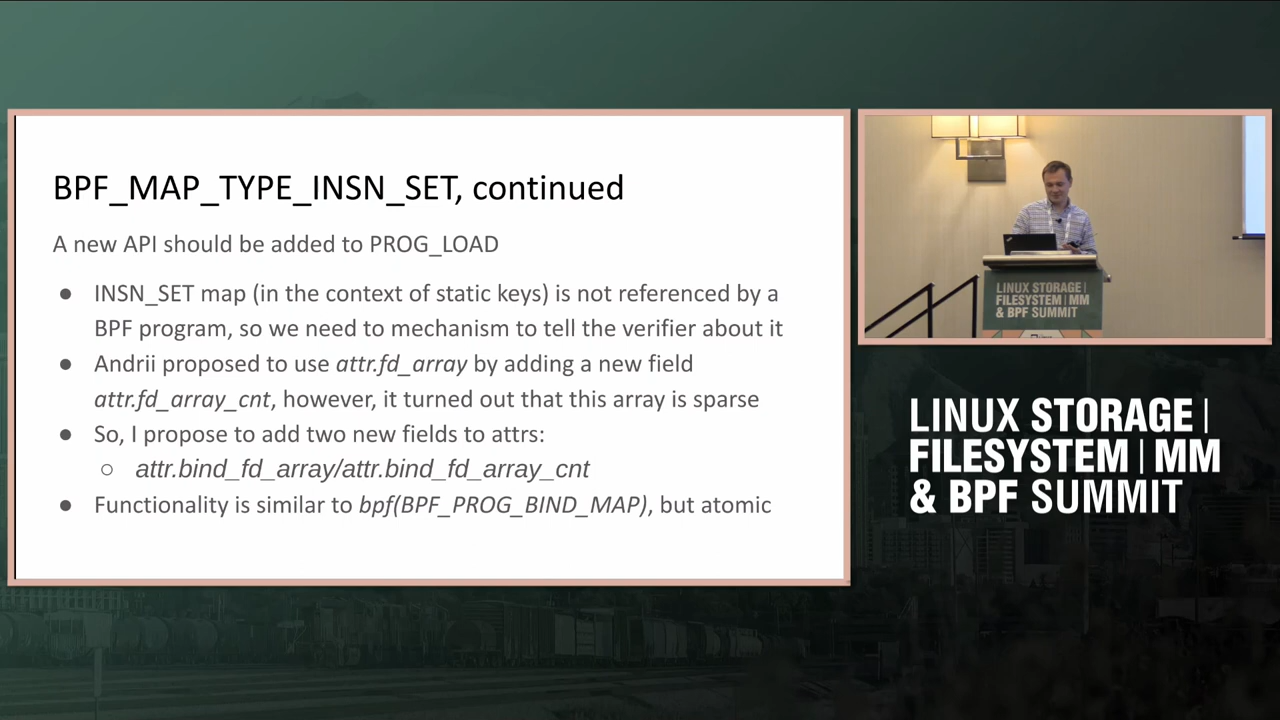 BPF_MAP_TYPE_INSN_SET, continued
A new API should be added to PROG_LOAD
● INSN_SET map (in the context of static keys) is not referenced by a
BPF program, so we need to mechanism to tell the verifier about it
● Andrii proposed to use attr.fd_array by adding a new field
attr.fd_array_cnt, however, it turned out that this array is sparse
● So, I propose to add two new fields to attrs:
○ attr.bind_fd_array/attr.bind_fd_array_cnt
● Functionality is similar to bpf(BPF_PROG_BIND_MAP), but atomic
LINUX STORAGE |
FILESYSTEM | MM
& BPF SUMMIT
LINUX STORAGE |
FILESYSTEM | MM
& BPF SUMMIT